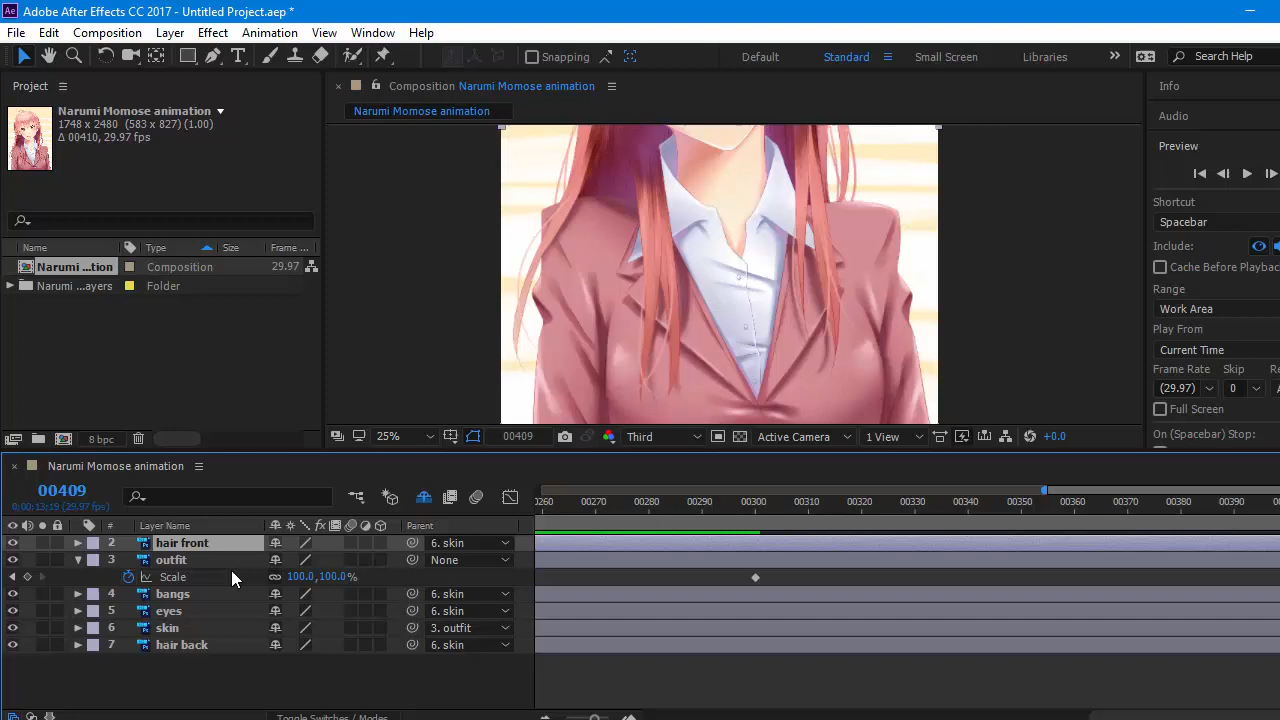 Adobe After Effects CC 2017 - Untitled Project.aep *
File Edit Composition Layer Effect Animation View Window Help
Snapping Default Standard Small Screen Libraries Search Help
Project
Composition Narumi Momose animation
Info
Narumi Momose animation
1748 x 2480 (583 x 827) (1.00)
Δ 00410, 29.97 fps
Narumi Momose animation
Audio
Preview
Shortcut
Spacebar
Include:
Cache Before Playbac
Range
Work Area
Play From
Current Time
Frame Rate Skip Re
(29.97) 0
Full Screen
On (Spacebar) Stop:
Name Type Size Frame ...
Narumi ...tion Composition 29.97
Narumi ...ayers Folder
8 bpc
25% 00409 Third Active Camera 1 View +0.0
Narumi Momose animation
00409
0;00;13;19 (29.97 fps)
0260 00270 00280 00290 00300 00310 00320 00330 00340 00350 00360 00370 00380 00390
# Layer Name fx Parent
2 hair front 6. skin
3 outfit None
Scale 100.0,100.0%
4 bangs 6. skin
5 eyes 6. skin
6 skin 3. outfit
7 hair back 6. skin
Toggle Switches / Modes